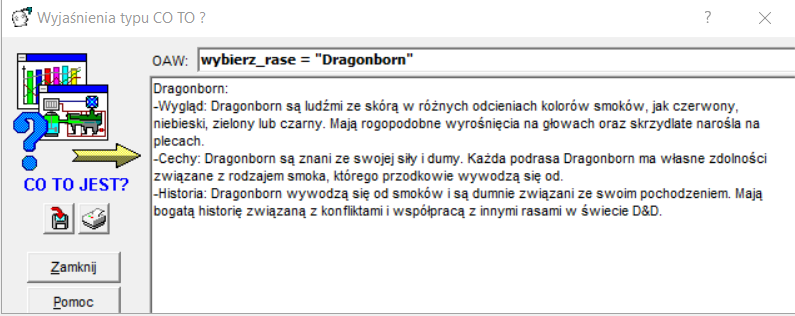 Wyjaśnienia typu CO TO ?
OAW: wybierz_rase = "Dragonborn"
Dragonborn:
-Wygląd: Dragonborn są ludźmi ze skórą w różnych odcieniach kolorów smoków, jak czerwony,
niebieski, zielony lub czarny. Mają rogopodobne wyrośnięcia na głowach oraz skrzydlate narośla na
plecach.
-Cechy: Dragonborn są znani ze swojej siły i dumy. Każda podrasa Dragonborn ma własne zdolności
związane z rodzajem smoka, którego przodkowie wywodzą się od.
-Historia: Dragonborn wywodzą się od smoków i są dumnie związani ze swoim pochodzeniem. Mają
bogatą historię związaną z konfliktami i współpracą z innymi rasami w świecie D&D.
CO TO JEST?
Zamknij
Pomoc